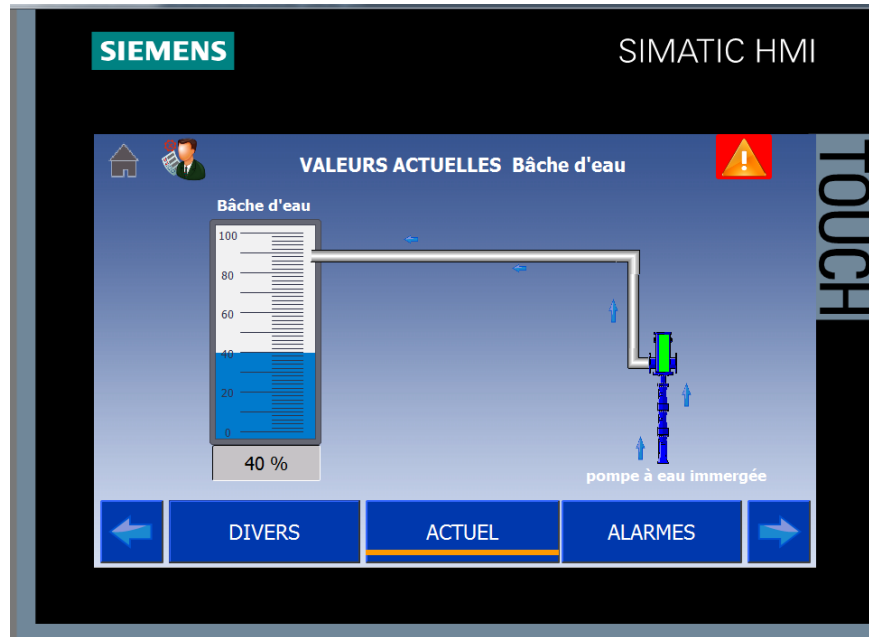 SIEMENS
SIMATIC HMI
TOUCH
VALEURS ACTUELLES Bâche d'eau
Bâche d'eau
100
80
60
40
20
0
40 %
pompe à eau immergée
DIVERS
ACTUEL
ALARMES